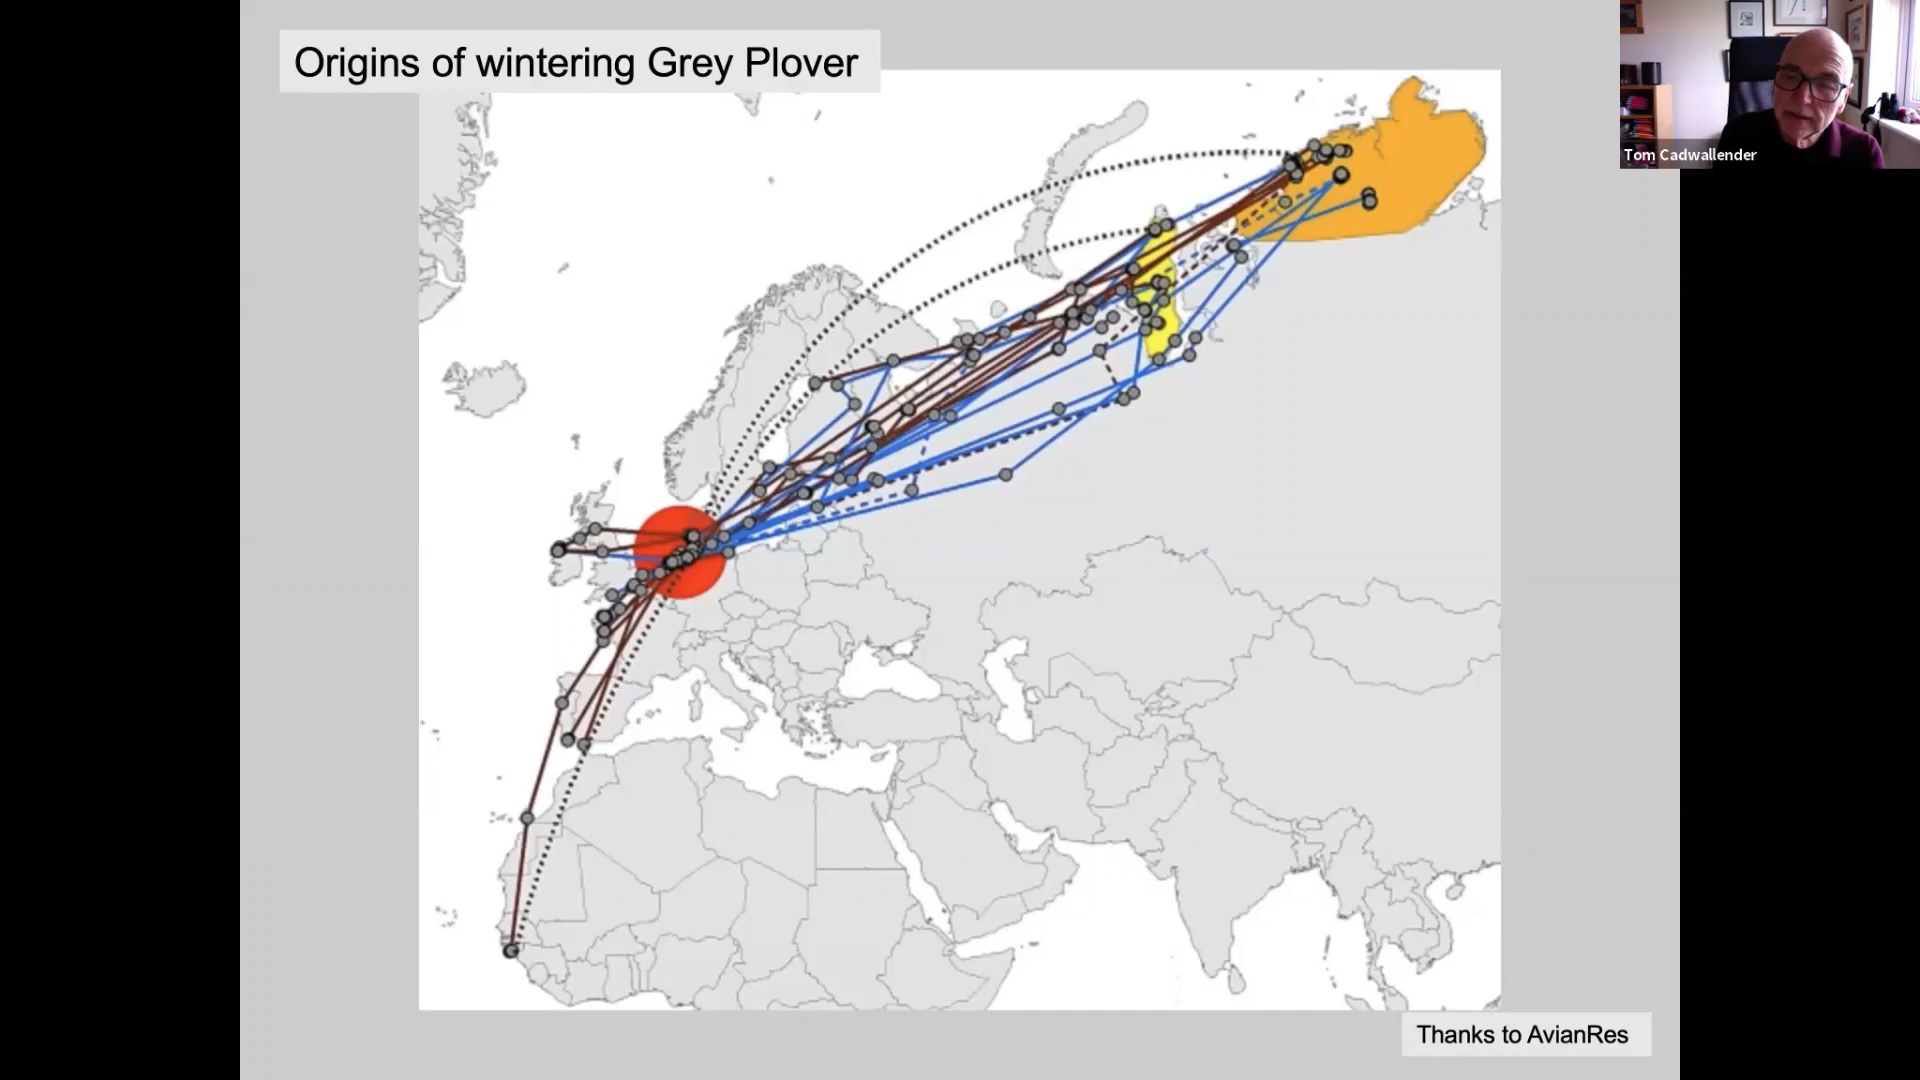 Origins of wintering Grey Plover
Tom Cadwallender
Thanks to AvianRes